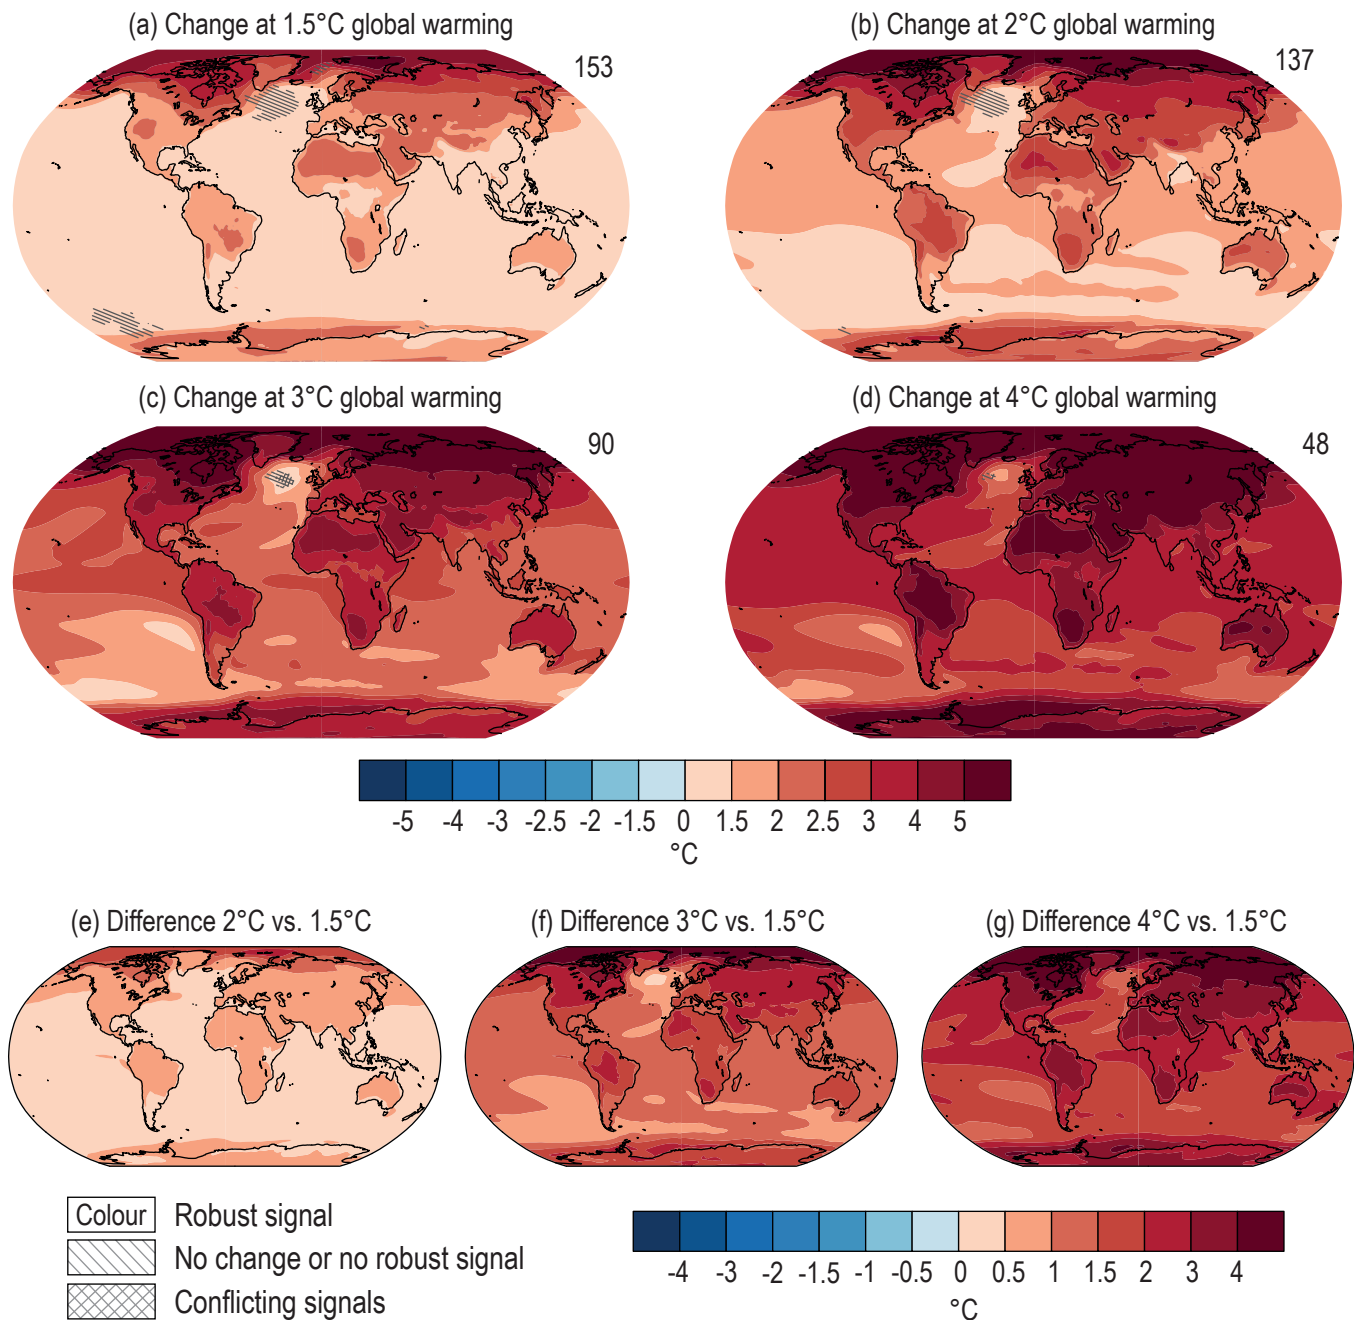 (a) Change at 1.5°C global warming
153
(b) Change at 2°C global warming
137
(c) Change at 3°C global warming
90
(d) Change at 4°C global warming
48
-5 -4 -3 -2.5 -2 -1.5 0 1.5 2 2.5 3 4 5
°C
(e) Difference 2°C vs. 1.5°C
(f) Difference 3°C vs. 1.5°C
(g) Difference 4°C vs. 1.5°C
Colour Robust signal
No change or no robust signal
Conflicting signals
-4 -3 -2 -1.5 -1 -0.5 0 0.5 1 1.5 2 3 4
°C